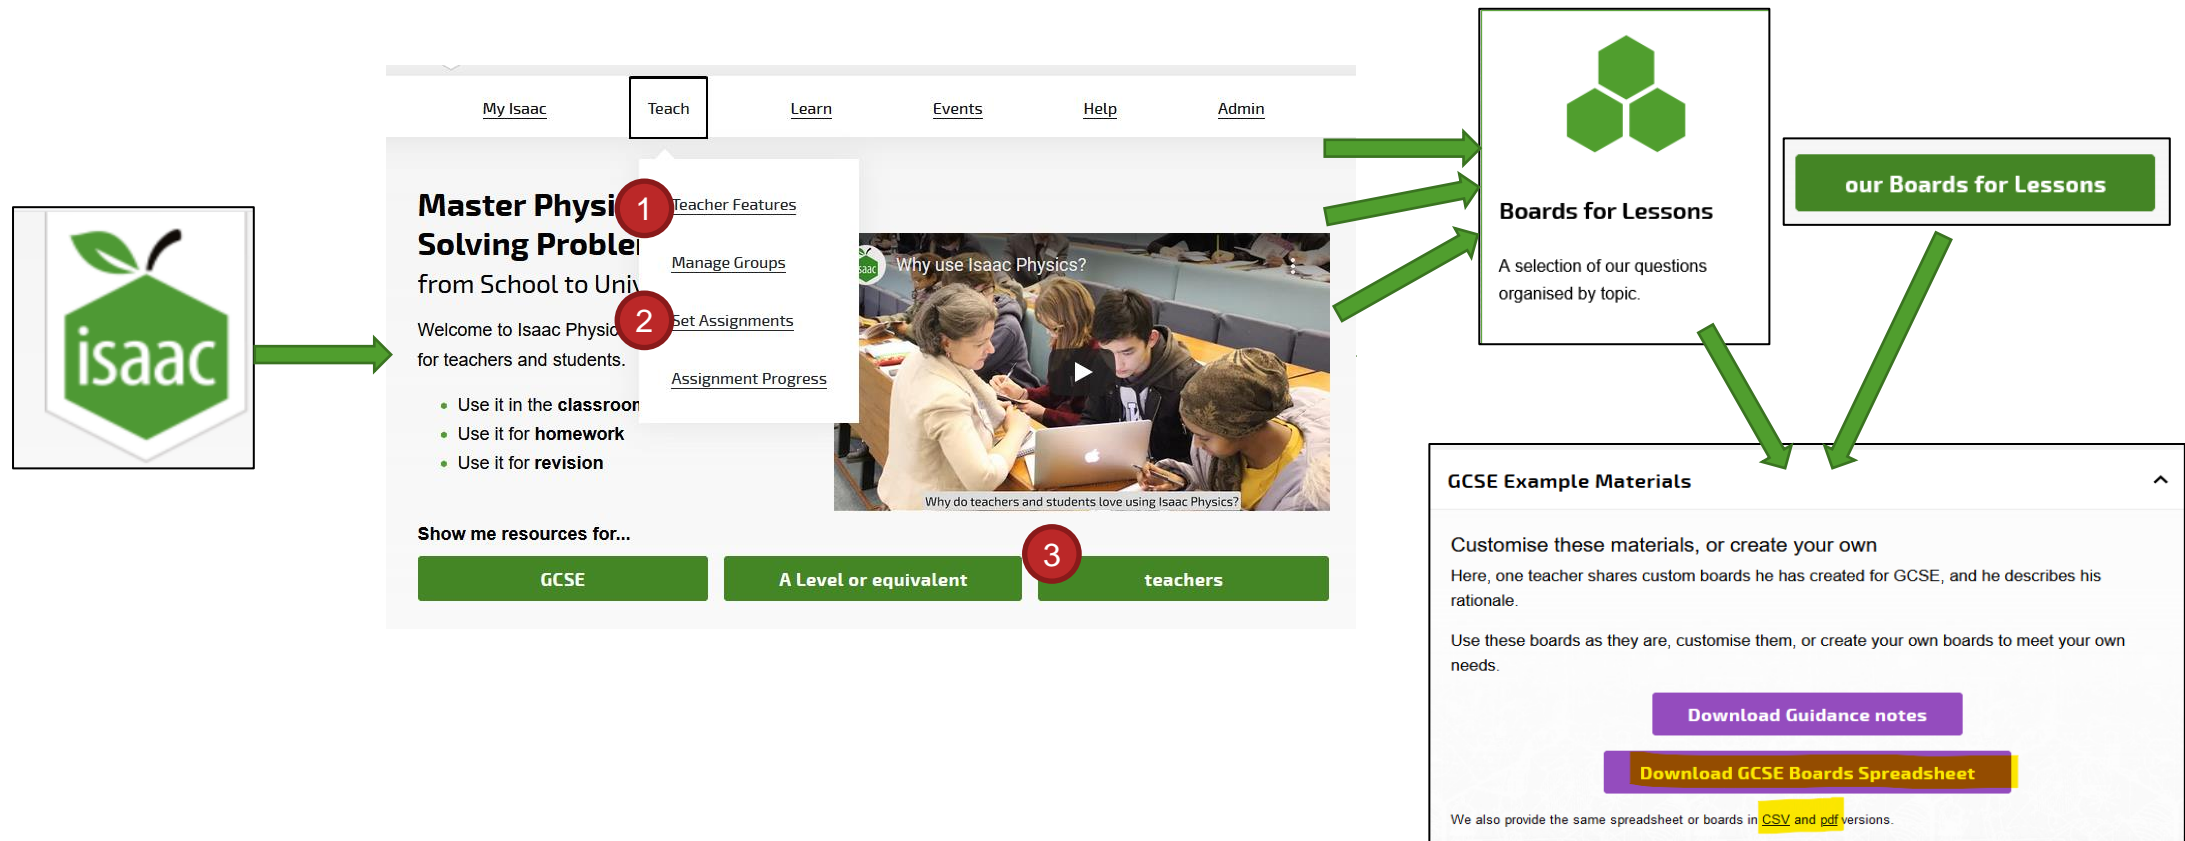 isaac
My Isaac
Teach
Learn
Events
Help
Admin
Master Physi
Solving Proble
from School to Univ
Welcome to Isaac Physic
for teachers and students.
Use it in the classroom
Use it for homework
Use it for revision
1
Teacher Features
Manage Groups
2
Set Assignments
Assignment Progress
isaac
Why use Isaac Physics?
Why do teachers and students love using Isaac Physics?
Show me resources for...
GCSE
A Level or equivalent
3
teachers
Boards for Lessons
A selection of our questions
organised by topic.
our Boards for Lessons
GCSE Example Materials
Customise these materials, or create your own
Here, one teacher shares custom boards he has created for GCSE, and he describes his
rationale.
Use these boards as they are, customise them, or create your own boards to meet your own
needs.
Download Guidance notes
Download GCSE Boards Spreadsheet
We also provide the same spreadsheet or boards in CSV and pdf versions.